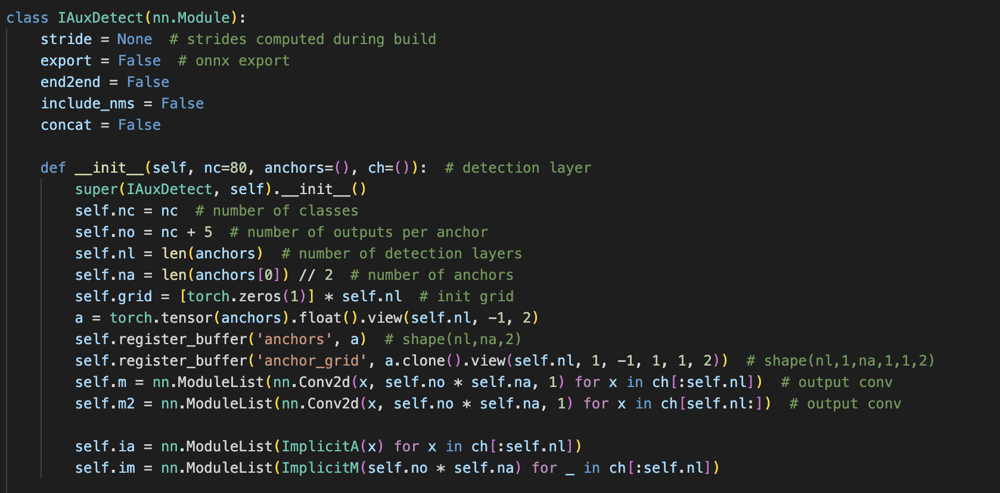 class IAuxDetect(nn.Module):
    stride = None  # strides computed during build
    export = False  # onnx export
    end2end = False
    include_nms = False
    concat = False

    def __init__(self, nc=80, anchors=(), ch=()):  # detection layer
        super(IAuxDetect, self).__init__()
        self.nc = nc  # number of classes
        self.no = nc + 5  # number of outputs per anchor
        self.nl = len(anchors)  # number of detection layers
        self.na = len(anchors[0]) // 2  # number of anchors
        self.grid = [torch.zeros(1)] * self.nl  # init grid
        a = torch.tensor(anchors).float().view(self.nl, -1, 2)
        self.register_buffer('anchors', a)  # shape(nl,na,2)
        self.register_buffer('anchor_grid', a.clone().view(self.nl, 1, -1, 1, 1, 2))  # shape(nl,1,na,1,1,2)
        self.m = nn.ModuleList(nn.Conv2d(x, self.no * self.na, 1) for x in ch[:self.nl])  # output conv
        self.m2 = nn.ModuleList(nn.Conv2d(x, self.no * self.na, 1) for x in ch[self.nl:])  # output conv

        self.ia = nn.ModuleList(ImplicitA(x) for x in ch[:self.nl])
        self.im = nn.ModuleList(ImplicitM(self.no * self.na) for _ in ch[:self.nl])